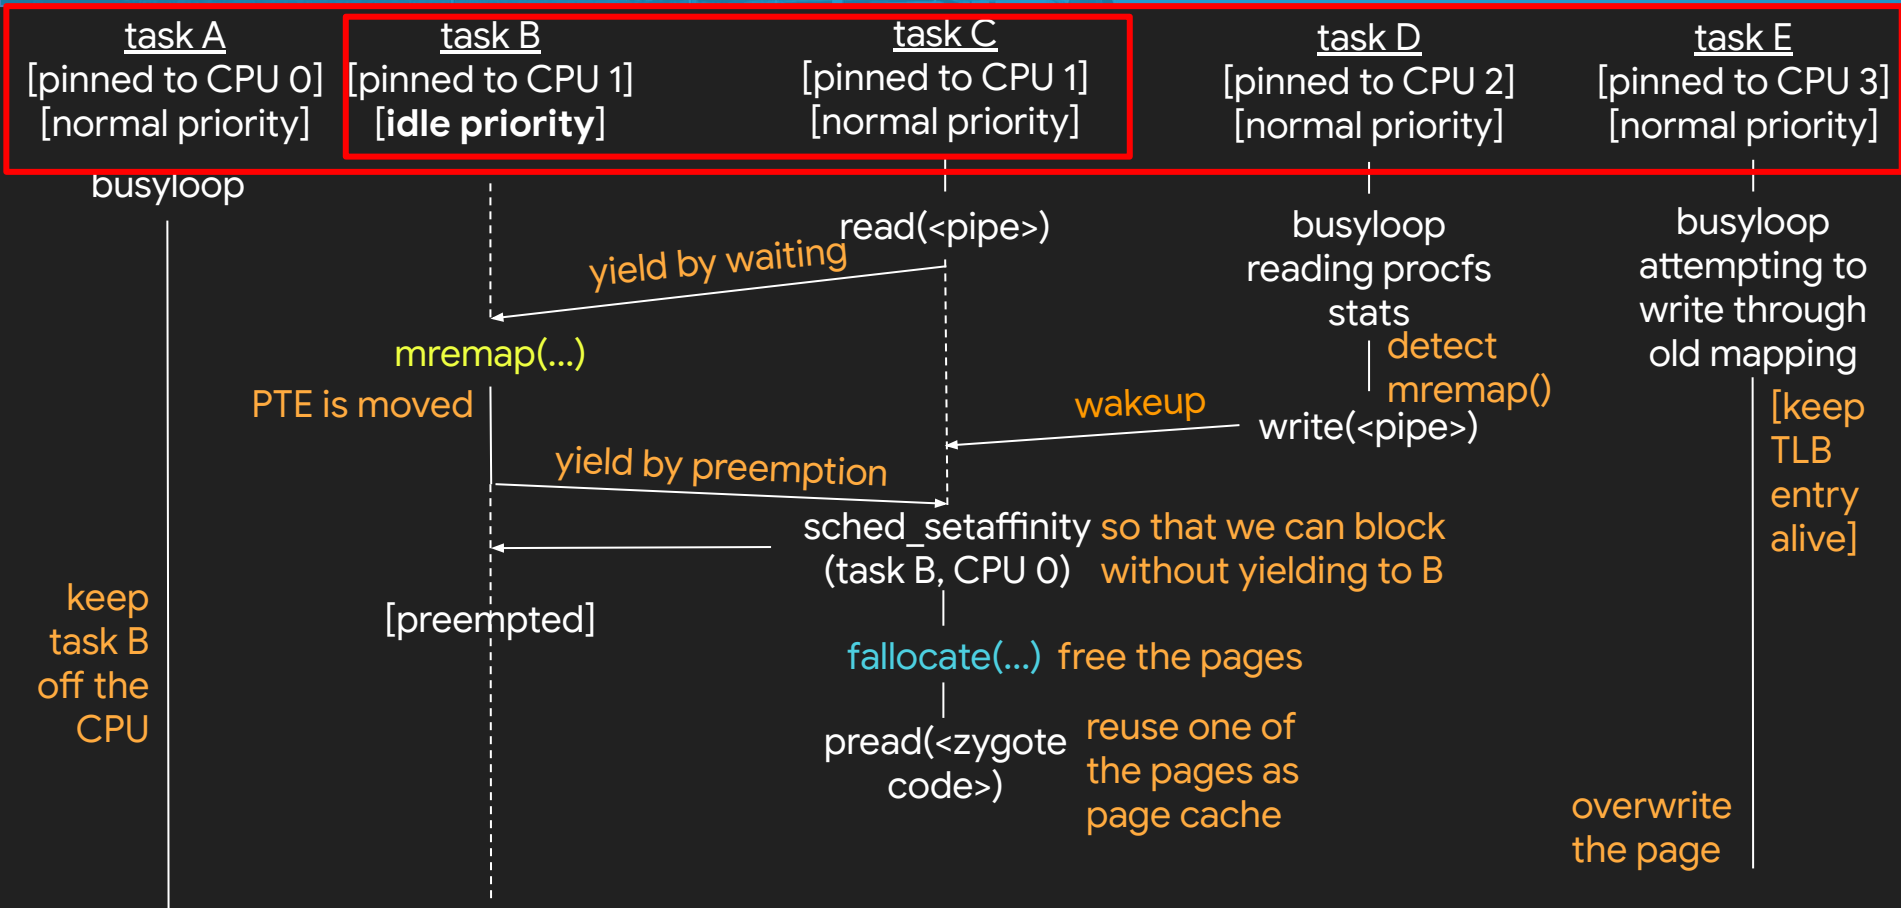 task A
[pinned to CPU 0]
[normal priority]
task B
[pinned to CPU 1]
[idle priority]
task C
[pinned to CPU 1]
[normal priority]
task D
[pinned to CPU 2]
[normal priority]
task E
[pinned to CPU 3]
[normal priority]
busyloop
keep
task B
off the
CPU
read(<pipe>)
yield by waiting
mremap(...)
PTE is moved
busyloop
reading procfs
stats
detect
mremap()
write(<pipe>)
wakeup
yield by preemption
sched_setaffinity
(task B, CPU 0)
so that we can block
without yielding to B
[preempted]
fallocate(...)
free the pages
pread(<zygote
code>)
reuse one of
the pages as
page cache
busyloop
attempting to
write through
old mapping
[keep
TLB
entry
alive]
overwrite
the page